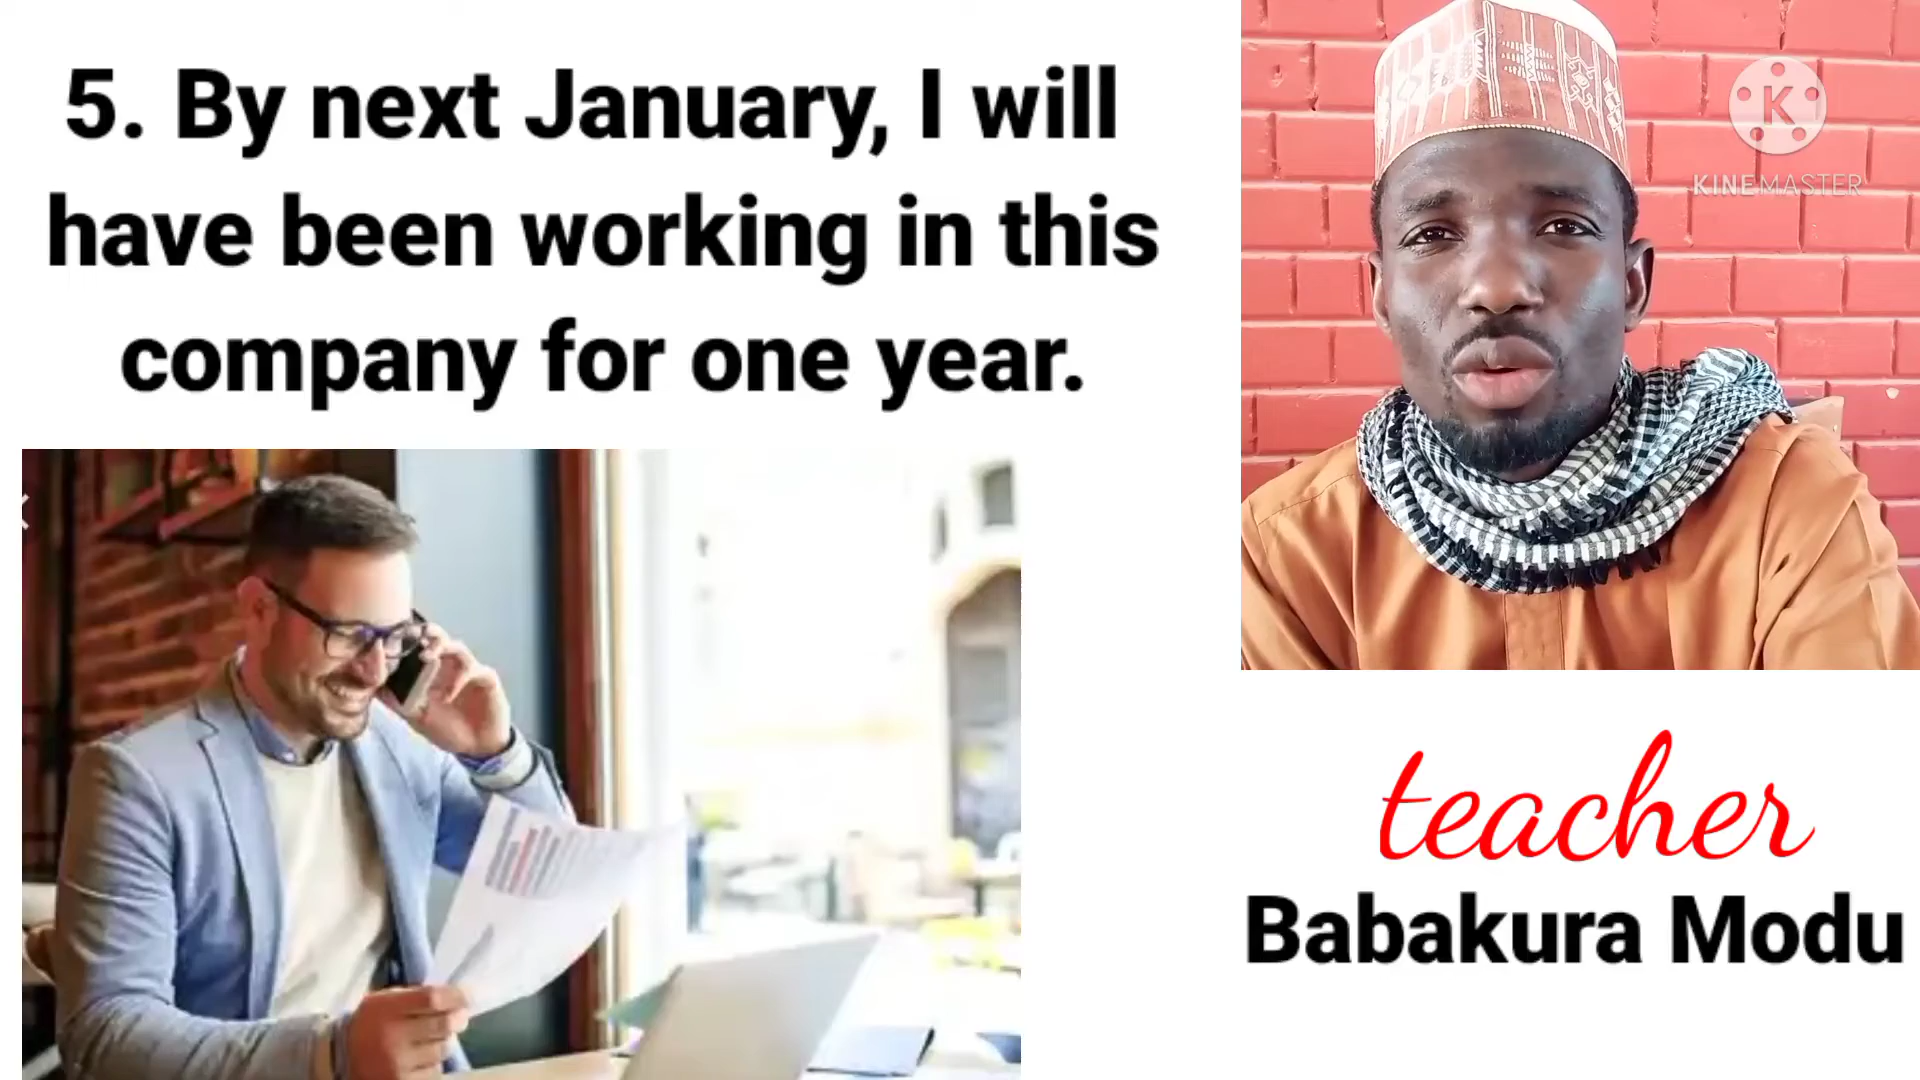 5. By next January, I will
have been working in this
company for one year.
K
KINEMASTER
teacher
Babakura Modu